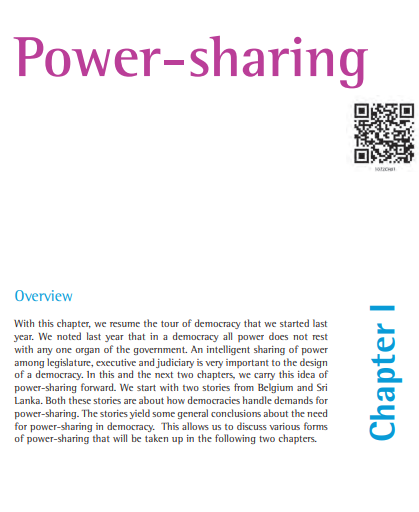 Power-sharing
Overview
With this chapter, we resume the tour of democracy that we started last
year. We noted last year that in a democracy all power does not rest
with any one organ of the government. An intelligent sharing of power
among legislature, executive and judiciary is very important to the design
of a democracy. In this and the next two chapters, we carry this idea of
power-sharing forward. We start with two stories from Belgium and Sri
Lanka. Both these stories are about how democracies handle demands for
power-sharing. The stories yield some general conclusions about the need
for power-sharing in democracy.  This allows us to discuss various forms
of power-sharing that will be taken up in the following two chapters.
Chapter I